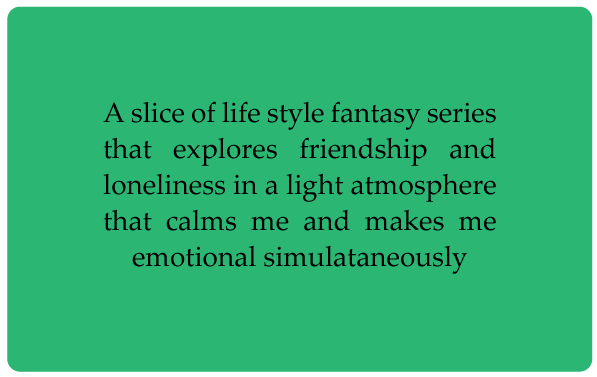 A slice of life style fantasy series
that explores friendship and
loneliness in a light atmosphere
that calms me and makes me
emotional simulataneously